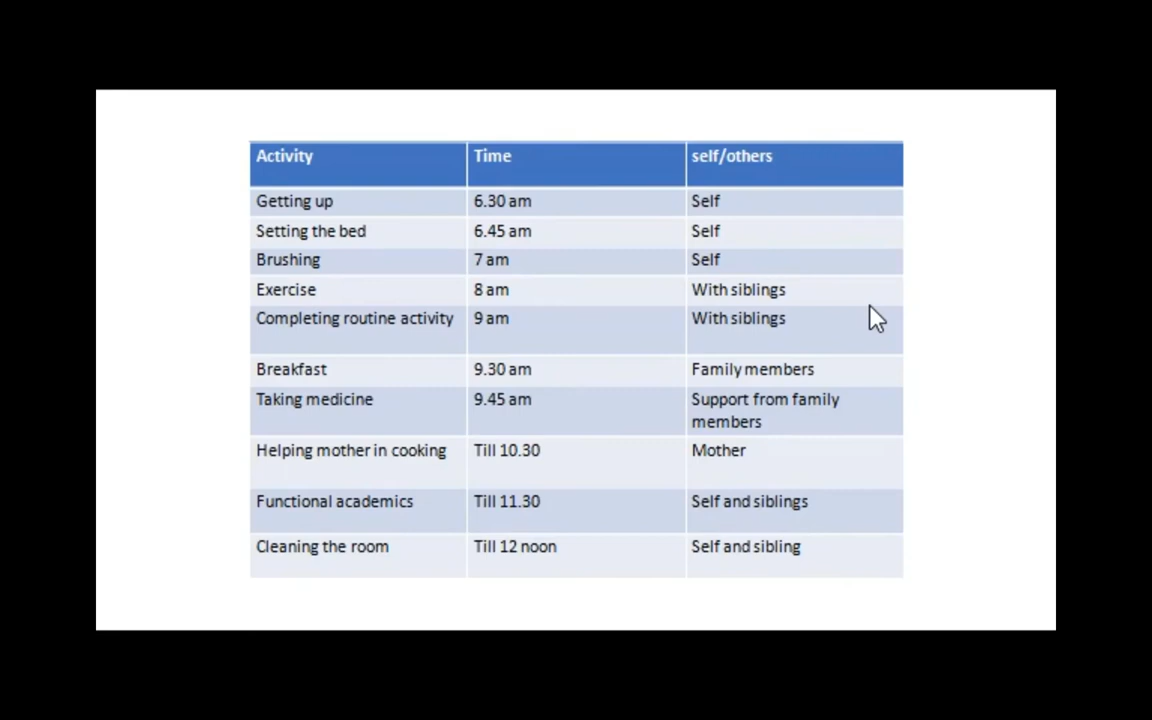 Activity Time self/others
Getting up 6.30 am Self
Setting the bed 6.45 am Self
Brushing 7 am Self
Exercise 8 am With siblings
Completing routine activity 9 am With siblings
Breakfast 9.30 am Family members
Taking medicine 9.45 am Support from family
members
Helping mother in cooking Till 10.30 Mother
Functional academics Till 11.30 Self and siblings
Cleaning the room Till 12 noon Self and sibling